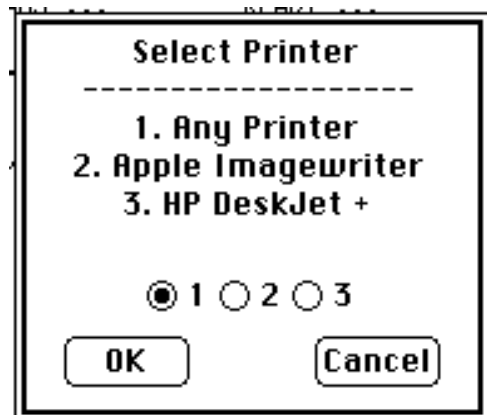 Select Printer
-------------------
1. Any Printer
2. Apple Imagewriter
3. HP DeskJet +
1 2 3
OK Cancel